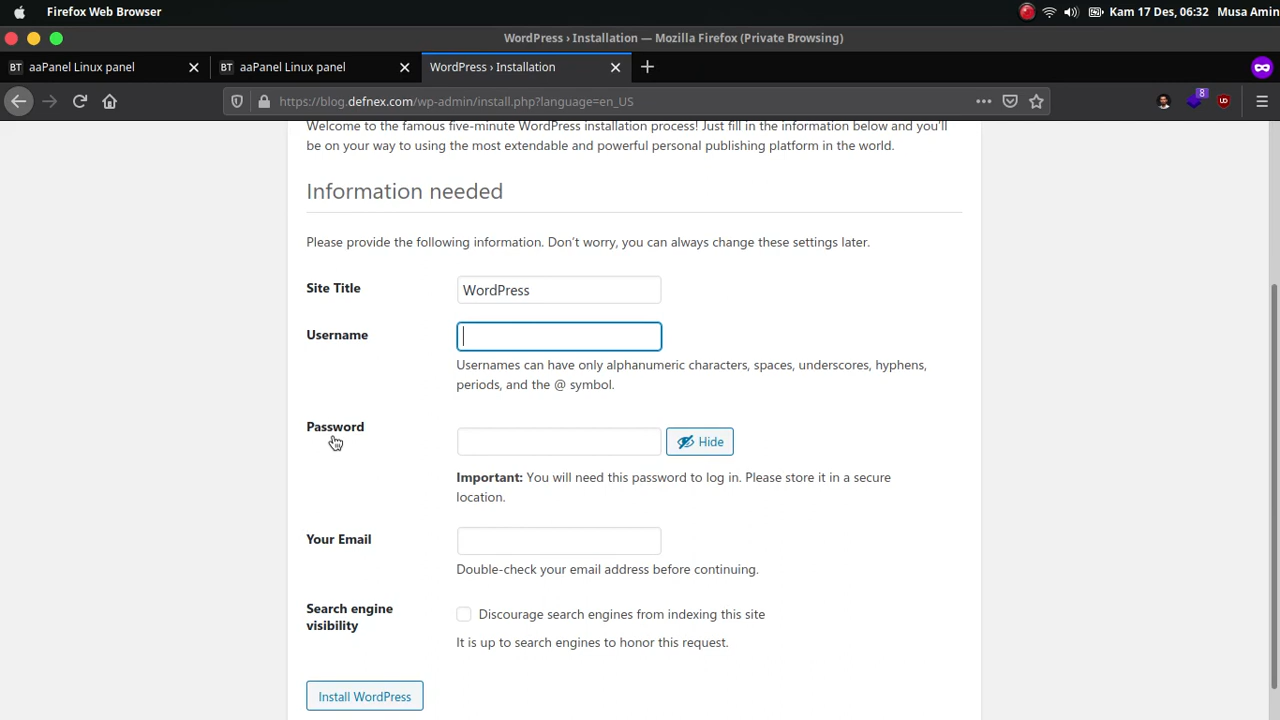 Firefox Web Browser
Kam 17 Des, 06:32 Musa Amin
WordPress › Installation — Mozilla Firefox (Private Browsing)
BT aaPanel Linux panel
BT aaPanel Linux panel
WordPress › Installation
https://blog.defnex.com/wp-admin/install.php?language=en_US
8
Welcome to the famous five-minute WordPress installation process! Just fill in the information below and you’ll
be on your way to using the most extendable and powerful personal publishing platform in the world.
Information needed
Please provide the following information. Don’t worry, you can always change these settings later.
Site Title
WordPress
Username
Usernames can have only alphanumeric characters, spaces, underscores, hyphens,
periods, and the @ symbol.
Password
Hide
Important: You will need this password to log in. Please store it in a secure
location.
Your Email
Double-check your email address before continuing.
Search engine
visibility
Discourage search engines from indexing this site
It is up to search engines to honor this request.
Install WordPress